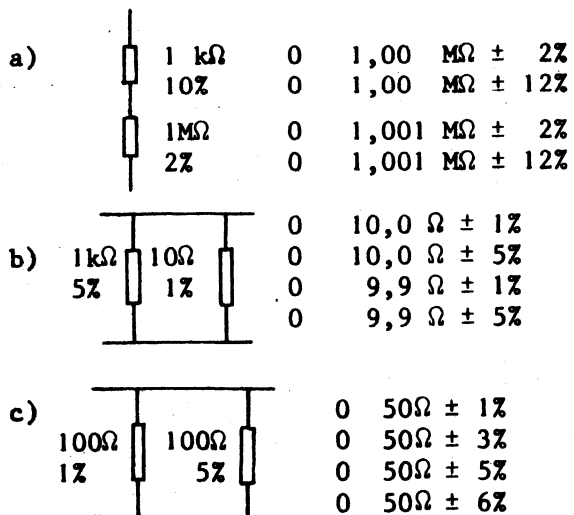 a) 1 kΩ 0 1,00 MΩ ± 2%
10% 0 1,00 MΩ ± 12%
1MΩ 0 1,001 MΩ ± 2%
2% 0 1,001 MΩ ± 12%
0 10,0 Ω ± 1%
b) 1kΩ 10Ω 0 10,0 Ω ± 5%
5% 1% 0 9,9 Ω ± 1%
0 9,9 Ω ± 5%
c) 0 50Ω ± 1%
100Ω 100Ω 0 50Ω ± 3%
1% 5% 0 50Ω ± 5%
0 50Ω ± 6%